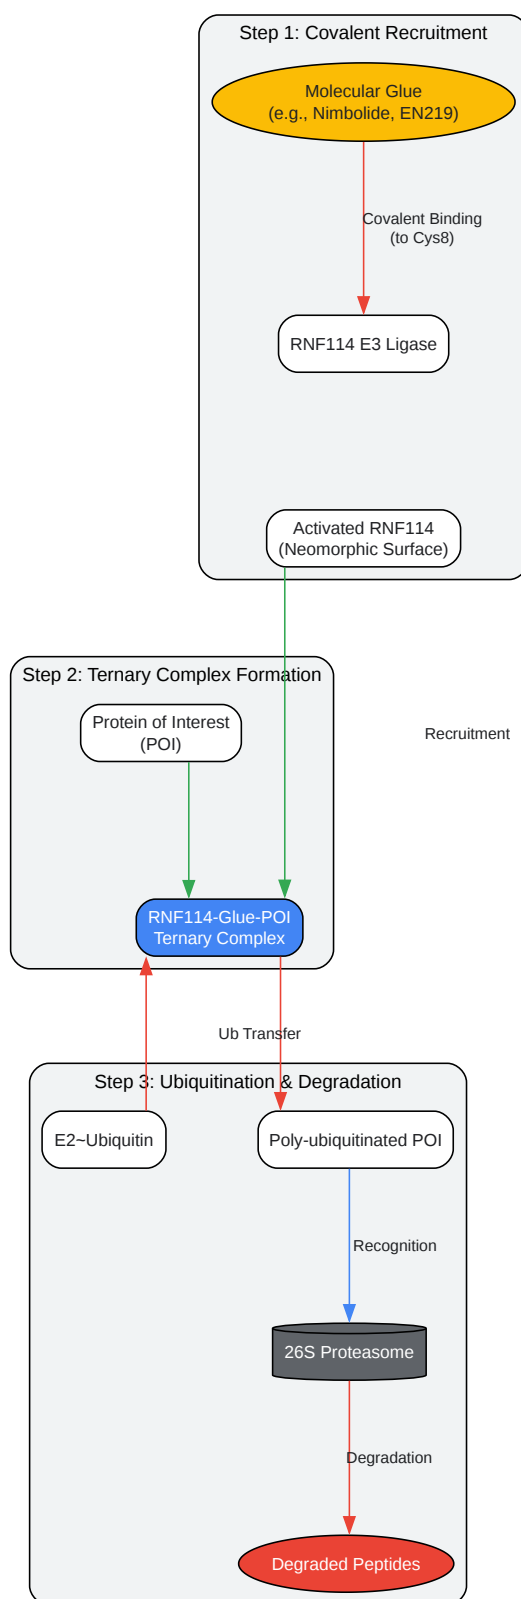 Step 1: Covalent Recruitment
Molecular Glue
(e.g., Nimbolide, EN219)
Covalent Binding
(to Cys8)
RNF114 E3 Ligase
Activated RNF114
(Neomorphic Surface)
Step 2: Ternary Complex Formation
Protein of Interest
(POI)
Recruitment
RNF114-Glue-POI
Ternary Complex
Ub Transfer
Step 3: Ubiquitination & Degradation
E2~Ubiquitin
Poly-ubiquitinated POI
Recognition
26S Proteasome
Degradation
Degraded Peptides